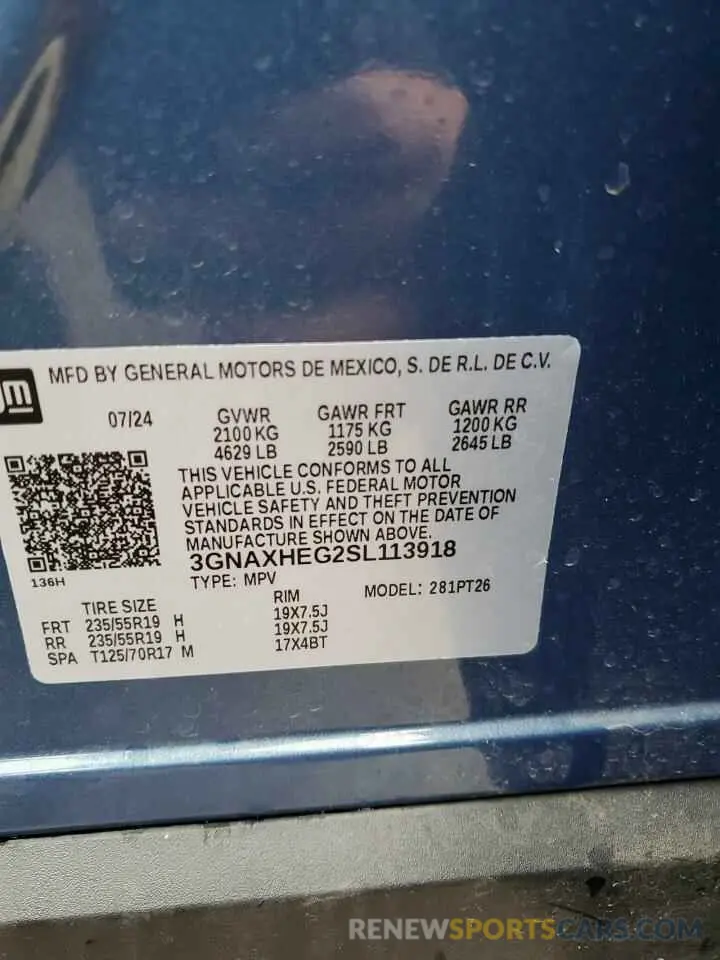 gm MFD BY GENERAL MOTORS DE MEXICO, S. DE R.L. DE C.V.
07/24 GVWR GAWR FRT GAWR RR
2100 KG 1175 KG 1200 KG
4629 LB 2590 LB 2645 LB
THIS VEHICLE CONFORMS TO ALL
APPLICABLE U.S. FEDERAL MOTOR
VEHICLE SAFETY AND THEFT PREVENTION
STANDARDS IN EFFECT ON THE DATE OF
MANUFACTURE SHOWN ABOVE.
3GNAXHEG2SL113918
136H TYPE: MPV MODEL: 281PT26
TIRE SIZE RIM
FRT 235/55R19 H 19X7.5J
RR 235/55R19 H 19X7.5J
SPA T125/70R17 M 17X4BT
RENEWSPORTSCARS.COM